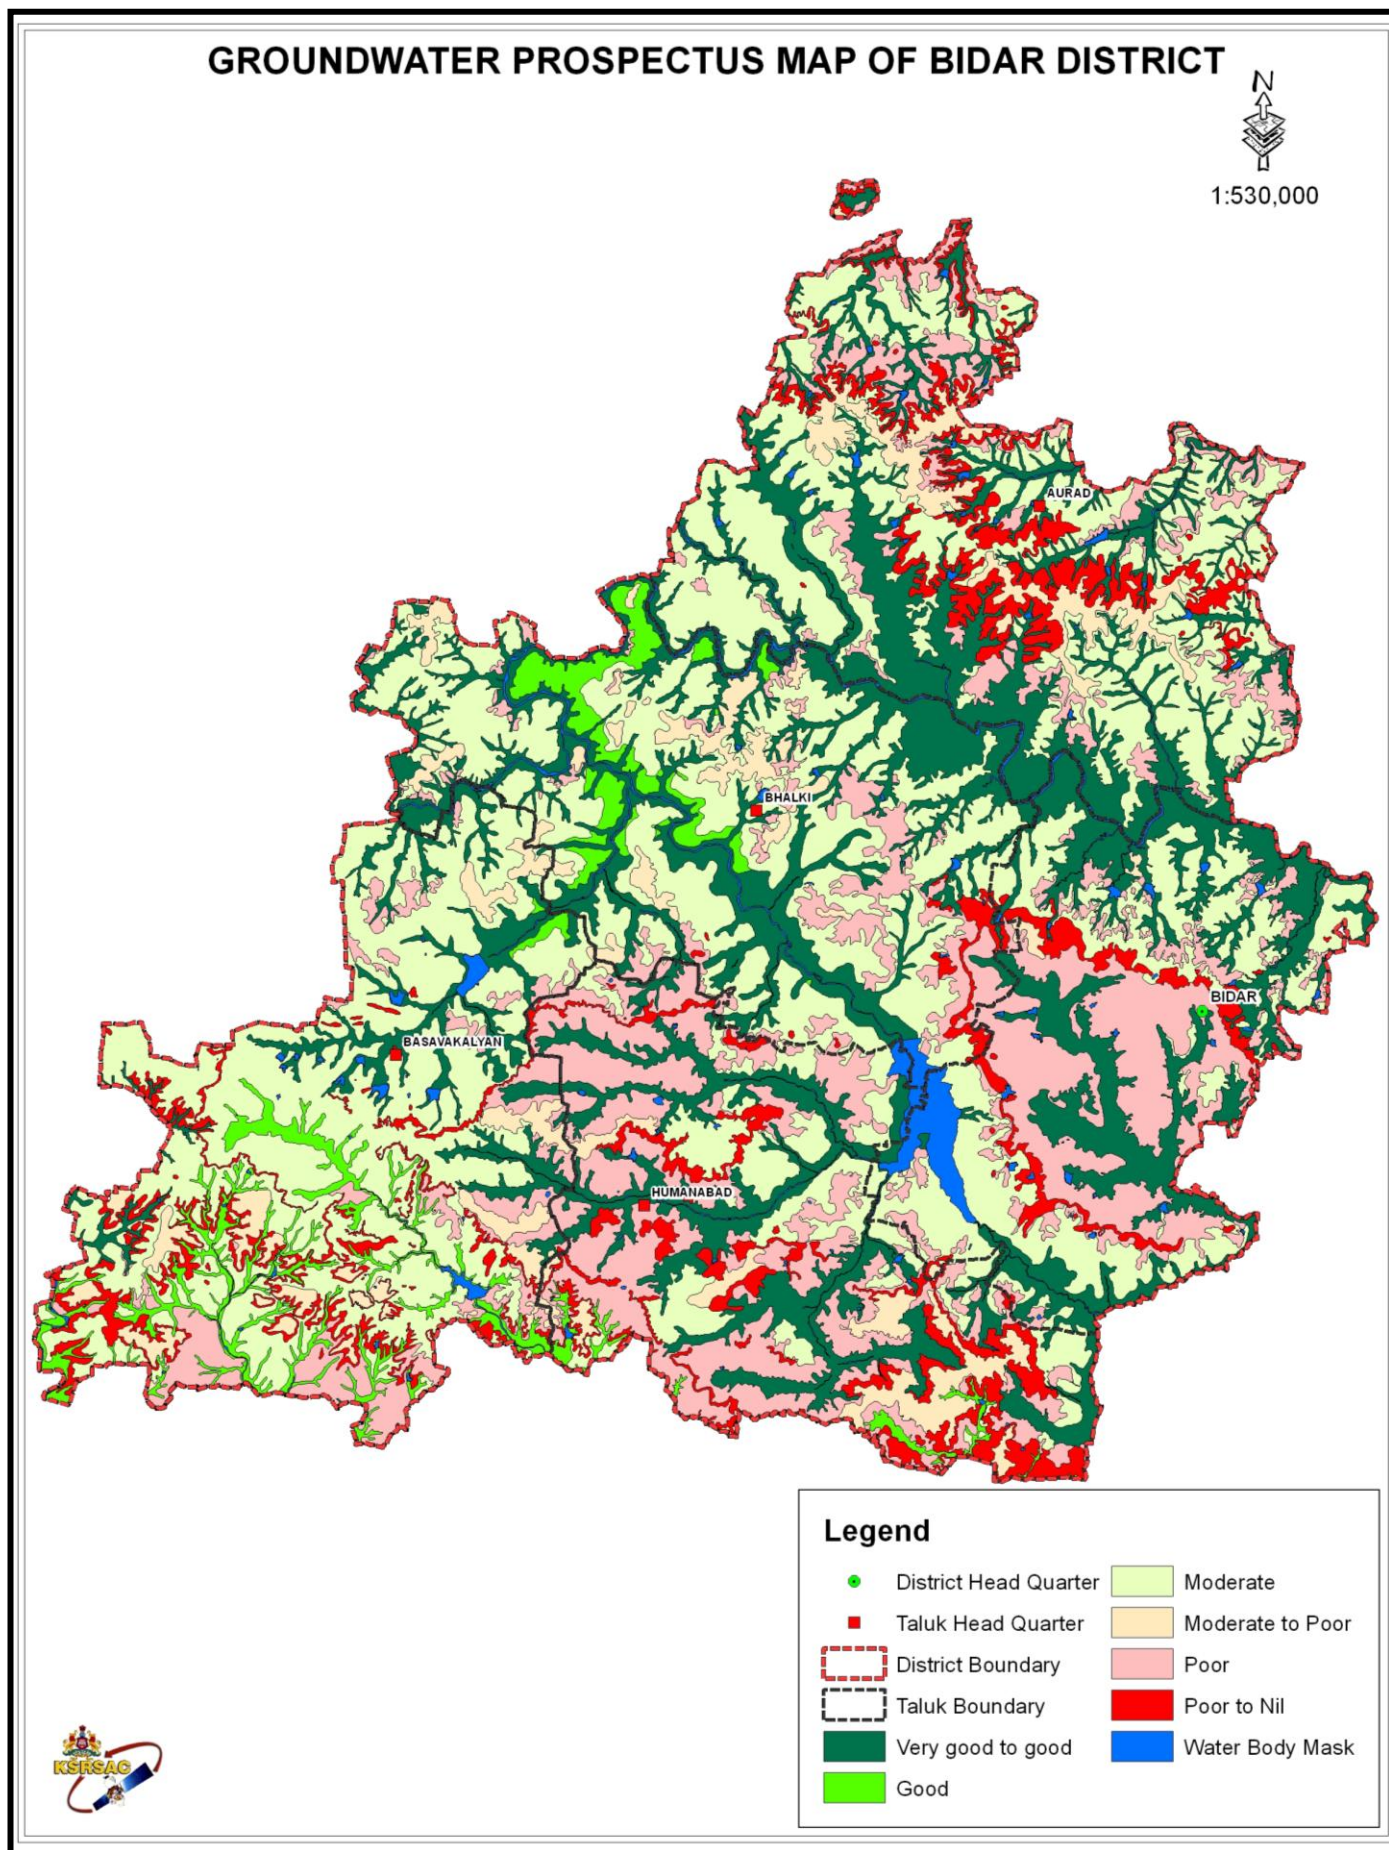 GROUNDWATER PROSPECTUS MAP OF BIDAR DISTRICT
N
1:530,000
AURAD
BHALKI
BIDAR
BASAVAKALYAN
HUMANABAD
Legend
District Head Quarter
Taluk Head Quarter
District Boundary
Taluk Boundary
Very good to good
Good
Moderate
Moderate to Poor
Poor
Poor to Nil
Water Body Mask
KSRSAC